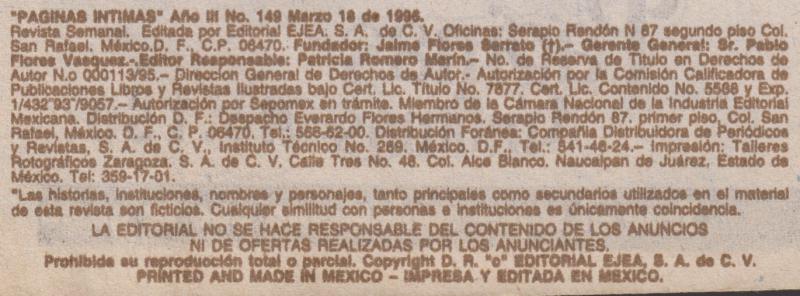 "PAGINAS INTIMAS" Año III No. 149 Marzo 18 de 1996.
Revista Semanal. Editada por Editorial EJEA, S. A. de C. V. Oficinas: Serapio Rendón N 87 segundo piso Col.
San Rafael. México.D. F., C.P. 06470. Fundador: Jaime Flores Serrato (†).- Gerente General: Sr. Pablo
Flores Vasquez.- Editor Responsable: Patricia Romero Marín.- No. de Reserva de Titulo en Derechos de
Autor N.o 000113/95.- Direccion General de Derechos de Autor.- Autorización por la Comisión Calificadora de
Publicaciones Libros y Revistas Ilustradas bajo Cert. Lic. Título No. 7877. Cert. Lic. Contenido No. 5568 y Exp.
1/432"93"/9057.- Autorización por Sepomex en trámite. Miembro de la Cámara Nacional de la Industria Editorial
Mexicana. Distribución D. F.: Despacho Everardo Flores Hermanos. Serapio Rendón 87. primer piso, Col. San
Rafael, México. D. F., C. P. 06470, Tel.: 566-62-00. Distribución Foránea: Compañia Distribuidora de Periódicos
y Revistas, S. A. de C. V., Instituto Técnico No. 269. México. D.F., Tel.: 541-46-24.- Impresión: Talleres
Rotográficos Zaragoza. S. A. de C. V. Calle Tres No. 48. Col. Alce Blanco. Naucalpan de Juárez, Estado de
México. Tel: 359-17-01.
"Las historias, instituciones, nombres y personajes, tanto principales como secundarios utilizados en el material
de esta revista son ficticios. Cualquier similitud con personas e instituciones es únicamente coincidencia.
LA EDITORIAL NO SE HACE RESPONSABLE DEL CONTENIDO DE LOS ANUNCIOS
NI DE OFERTAS REALIZADAS POR LOS ANUNCIANTES.
Prohibida su reproducción total o parcial. Copyright D. R. "c" EDITORIAL EJEA, S. A. de C. V.
PRINTED AND MADE IN MEXICO - IMPRESA Y EDITADA EN MEXICO.